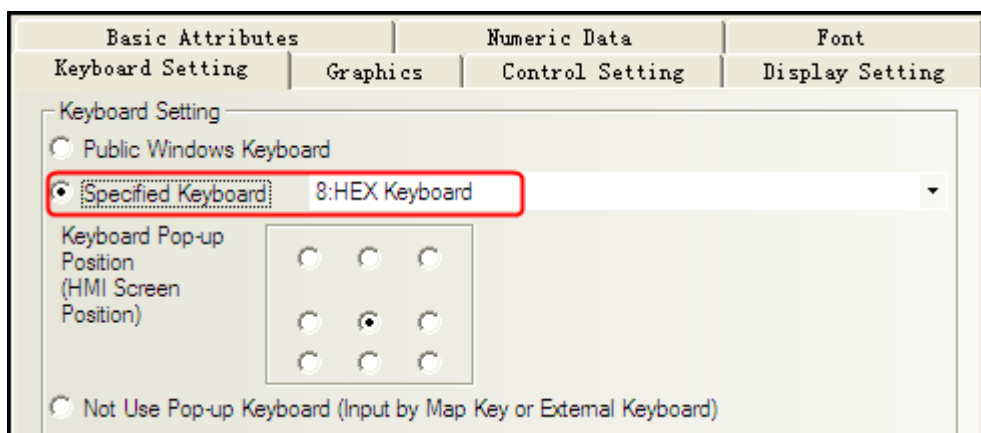 Basic Attributes Numeric Data Font
Keyboard Setting Graphics Control Setting Display Setting
Keyboard Setting
Public Windows Keyboard
Specified Keyboard 8:HEX Keyboard
Keyboard Pop-up
Position
(HMI Screen
Position)
Not Use Pop-up Keyboard (Input by Map Key or External Keyboard)